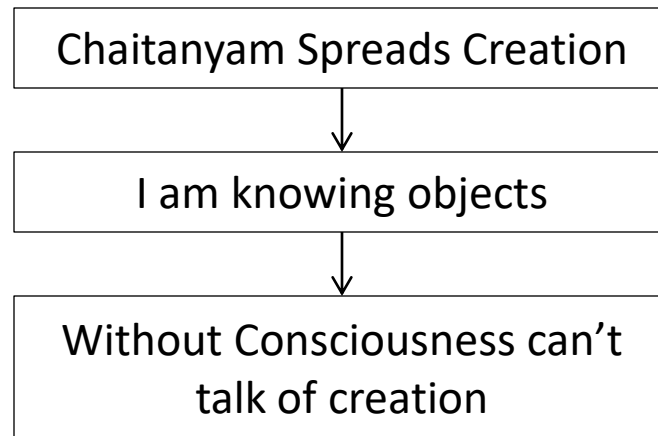 Chaitanyam Spreads Creation
I am knowing objects
Without Consciousness can’t
talk of creation